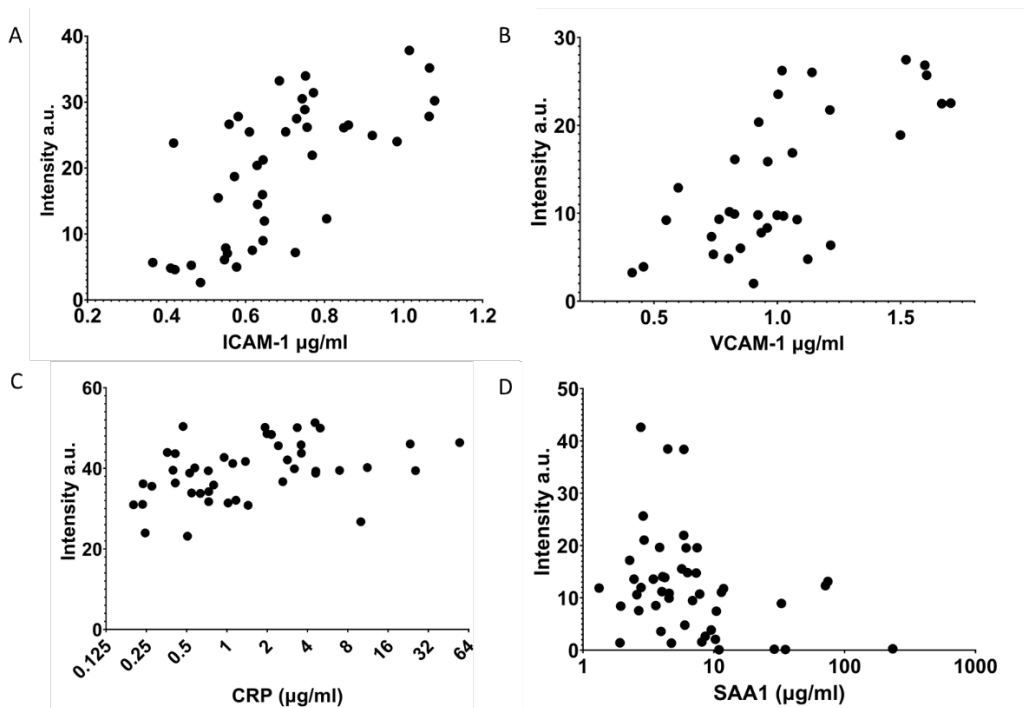 A
40
30
20
10
0
Intensity a.u.
0.2 0.4 0.6 0.8 1.0 1.2
ICAM-1 µg/ml
B
30
20
10
0
Intensity a.u.
0.5 1.0 1.5
VCAM-1 µg/ml
C
60
40
20
0
Intensity a.u.
0.125 0.25 0.5 1 2 4 8 16 32 64
CRP (µg/ml)
D
50
40
30
20
10
0
Intensity a.u.
1 10 100 1000
SAA1 (µg/ml)